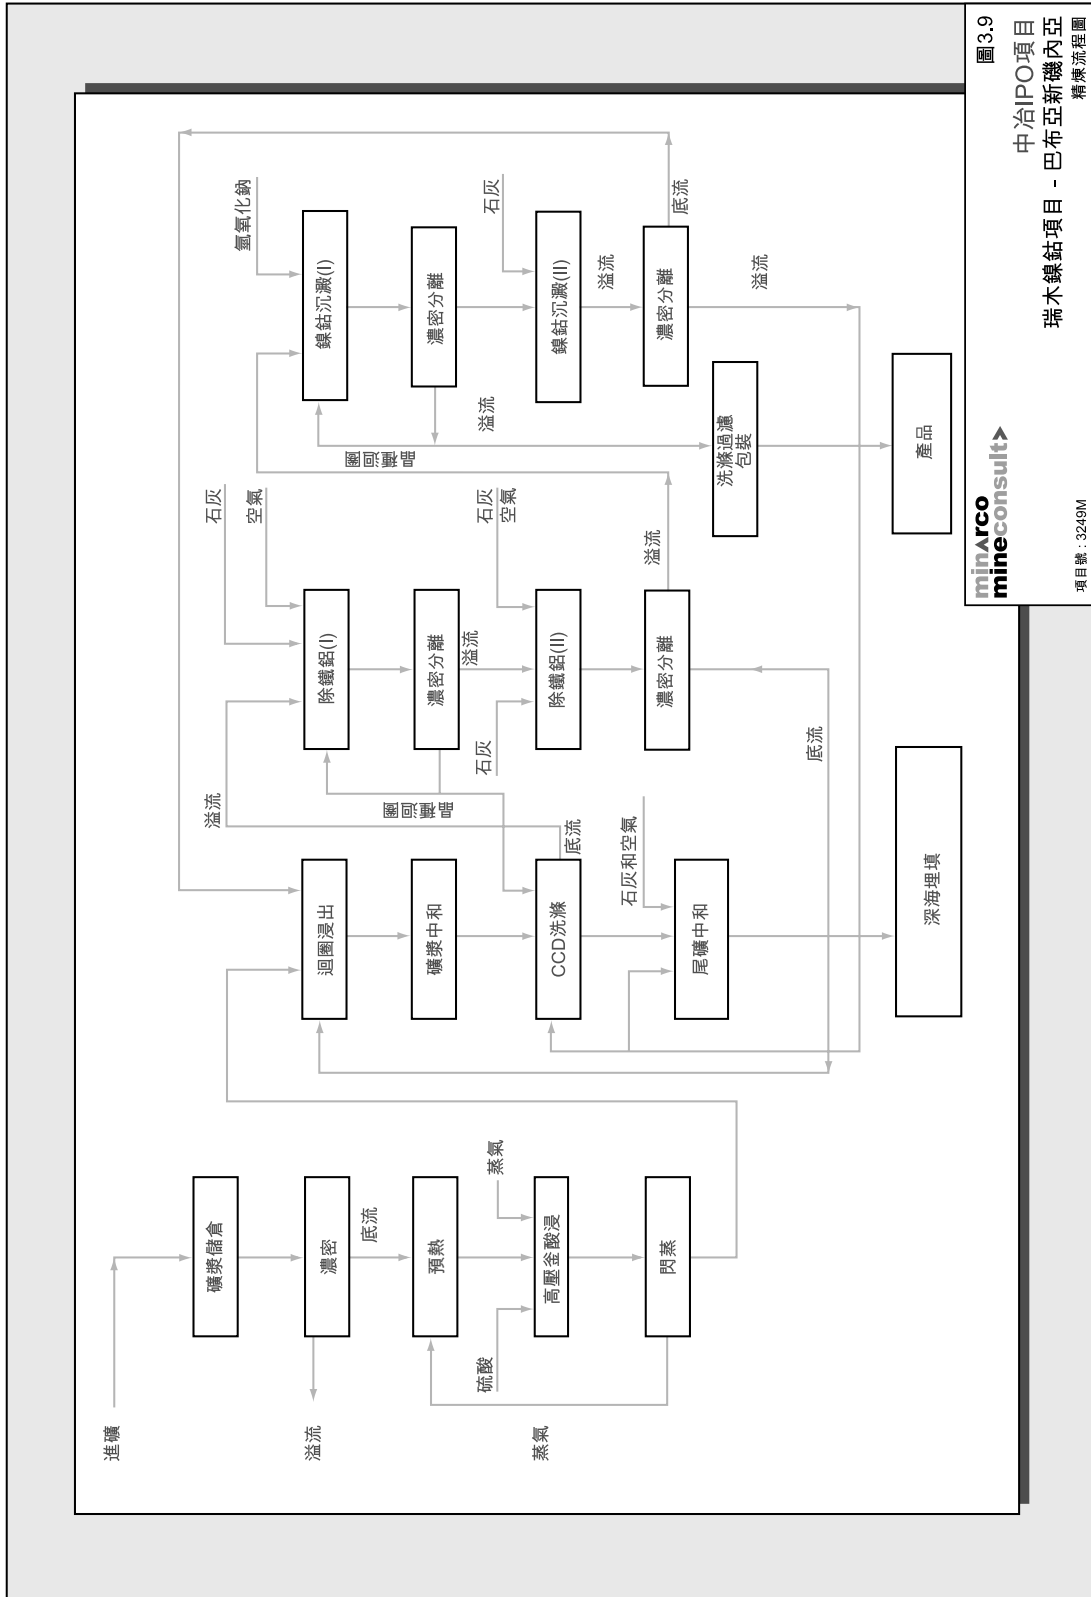 圖3.9
中冶IPO項目
瑞木鎳鈷項目 - 巴布亞新磯內亞
精煉流程圖
minarco
mineconsult
項目號 : 3249M
進礦
礦漿儲倉
濃密
溢流
底流
預熱
硫酸
蒸氣
高壓釜酸浸
閃蒸
蒸氣
迴圈浸出
礦漿中和
CCD洗滌
溢流
底流
石灰和空氣
尾礦中和
深海埋填
石灰
空氣
除鐵鋁(I)
濃密分離
晶種迴圈
溢流
石灰
石灰
空氣
除鐵鋁(II)
濃密分離
溢流
底流
氫氧化鈉
鎳鈷沉澱(I)
濃密分離
晶種迴圈
溢流
石灰
鎳鈷沉澱(II)
溢流
濃密分離
底流
溢流
洗滌過濾
包裝
產品